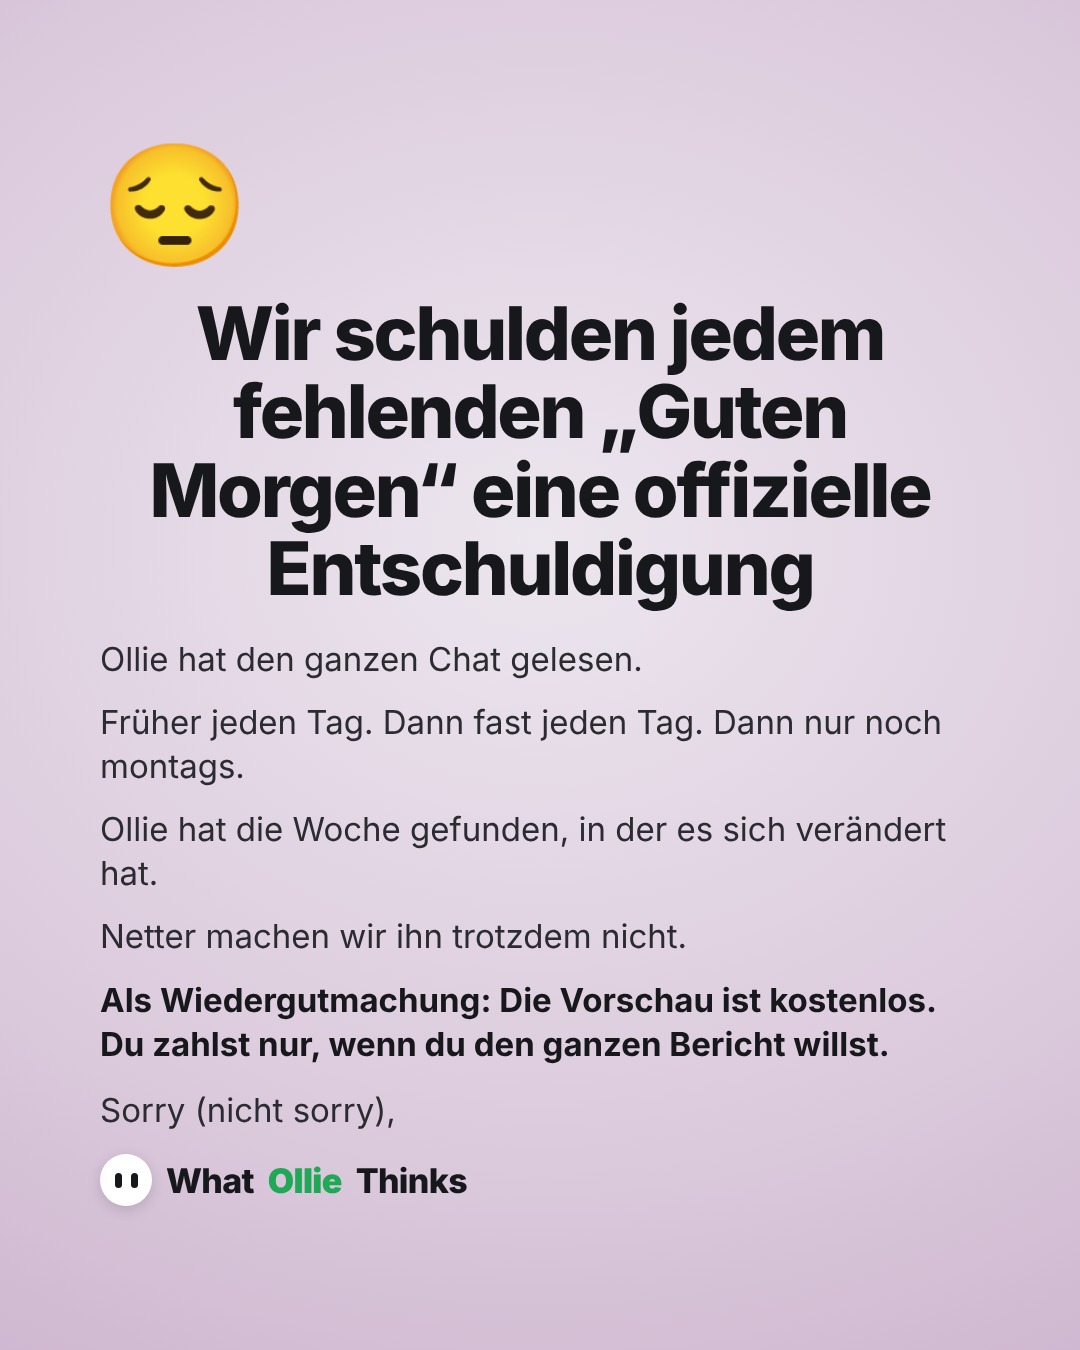 Wir schulden jedem
fehlenden „Guten
Morgen“ eine offizielle
Entschuldigung
Ollie hat den ganzen Chat gelesen.
Früher jeden Tag. Dann fast jeden Tag. Dann nur noch
montags.
Ollie hat die Woche gefunden, in der es sich verändert
hat.
Netter machen wir ihn trotzdem nicht.
Als Wiedergutmachung: Die Vorschau ist kostenlos.
Du zahlst nur, wenn du den ganzen Bericht willst.
Sorry (nicht sorry),
What Ollie Thinks